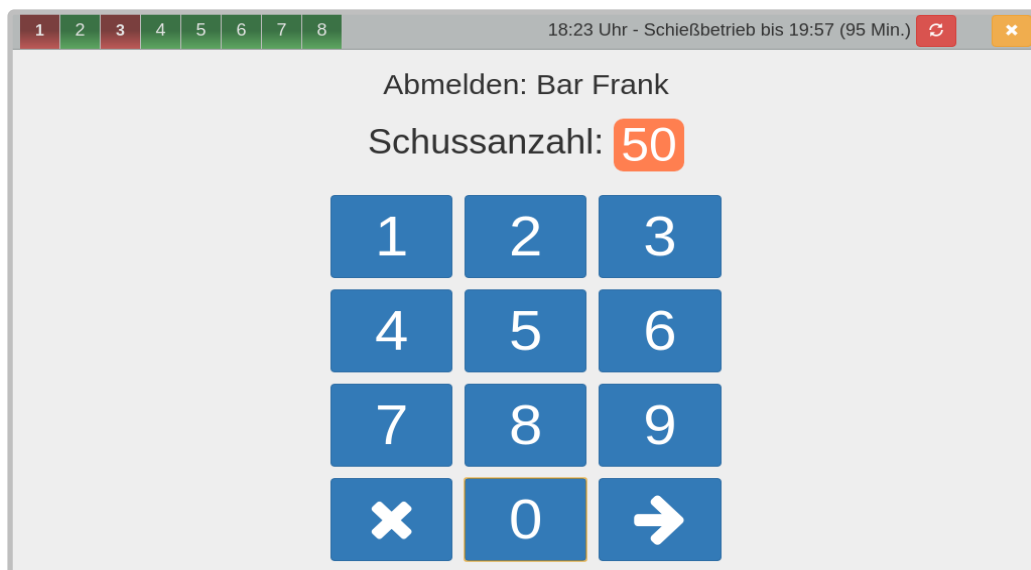 1 2 3 4 5 6 7 8 18:23 Uhr - Schießbetrieb bis 19:57 (95 Min.)
Abmelden: Bar Frank
Schussanzahl: 50
1 2 3
4 5 6
7 8 9
0